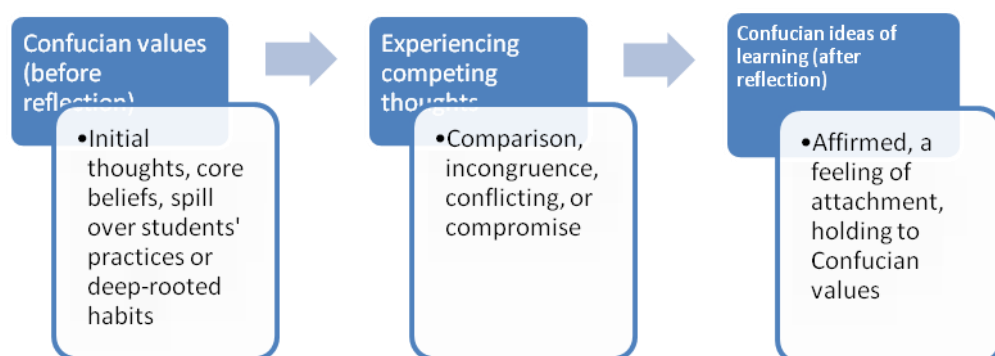 Confucian values
(before
reflection)
•Initial
thoughts, core
beliefs, spill over
students'
practices or
deep-rooted
habits
Experiencing
competing
thoughts
•Comparison,
incongruence,
conflicting, or
compromise
Confucian ideas of
learning (after
reflection)
•Affirmed, a
feeling of
attachment,
holding to
Confucian
values